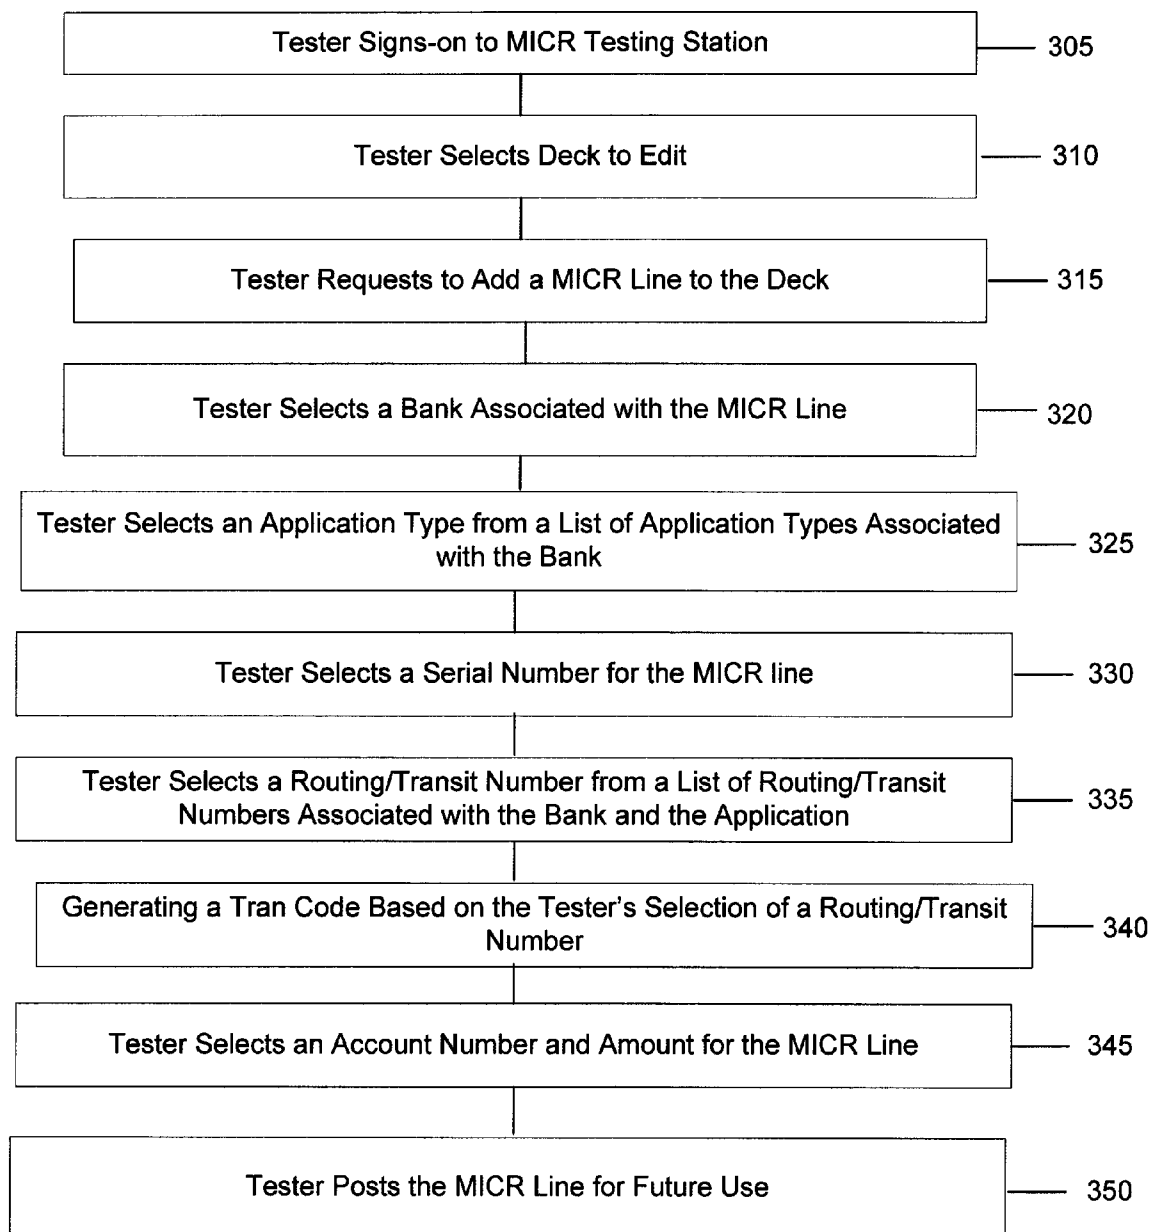 Tester Signs-on to MICR Testing Station
305
Tester Selects Deck to Edit
310
Tester Requests to Add a MICR Line to the Deck
315
Tester Selects a Bank Associated with the MICR Line
320
Tester Selects an Application Type from a List of Application Types Associated
with the Bank
325
Tester Selects a Serial Number for the MICR line
330
Tester Selects a Routing/Transit Number from a List of Routing/Transit
Numbers Associated with the Bank and the Application
335
Generating a Tran Code Based on the Tester's Selection of a Routing/Transit
Number
340
Tester Selects an Account Number and Amount for the MICR Line
345
Tester Posts the MICR Line for Future Use
350